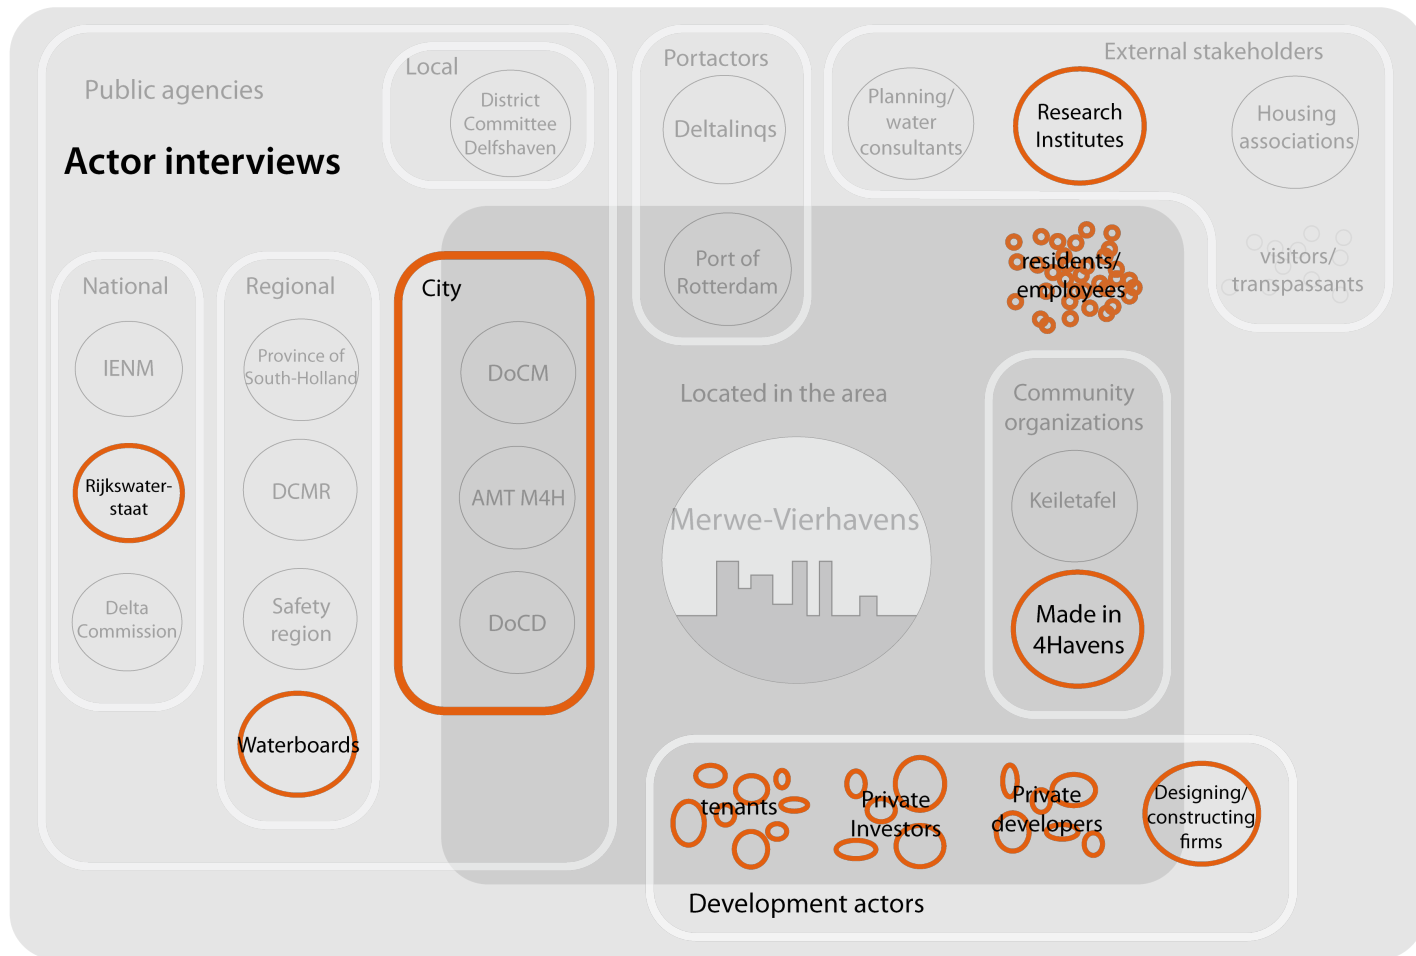 Public agencies
Actor interviews
Local
District
Committee
Delfshaven
Portactors
Deltalinqs
Port of
Rotterdam
External stakeholders
Planning/
water
consultants
Research
Institutes
Housing
associations
residents/
employees
visitors/
transpassants
National
IENM
Rijkswater-
staat
Delta
Commission
Regional
Province of
South-Holland
DCMR
Safety
region
Waterboards
City
DoCM
AMT M4H
DoCD
Located in the area
Merwe-Vierhavens
Community
organizations
Keiletafel
Made in
4Havens
tenants
Private
Investors
Private
developers
Designing/
constructing
firms
Development actors